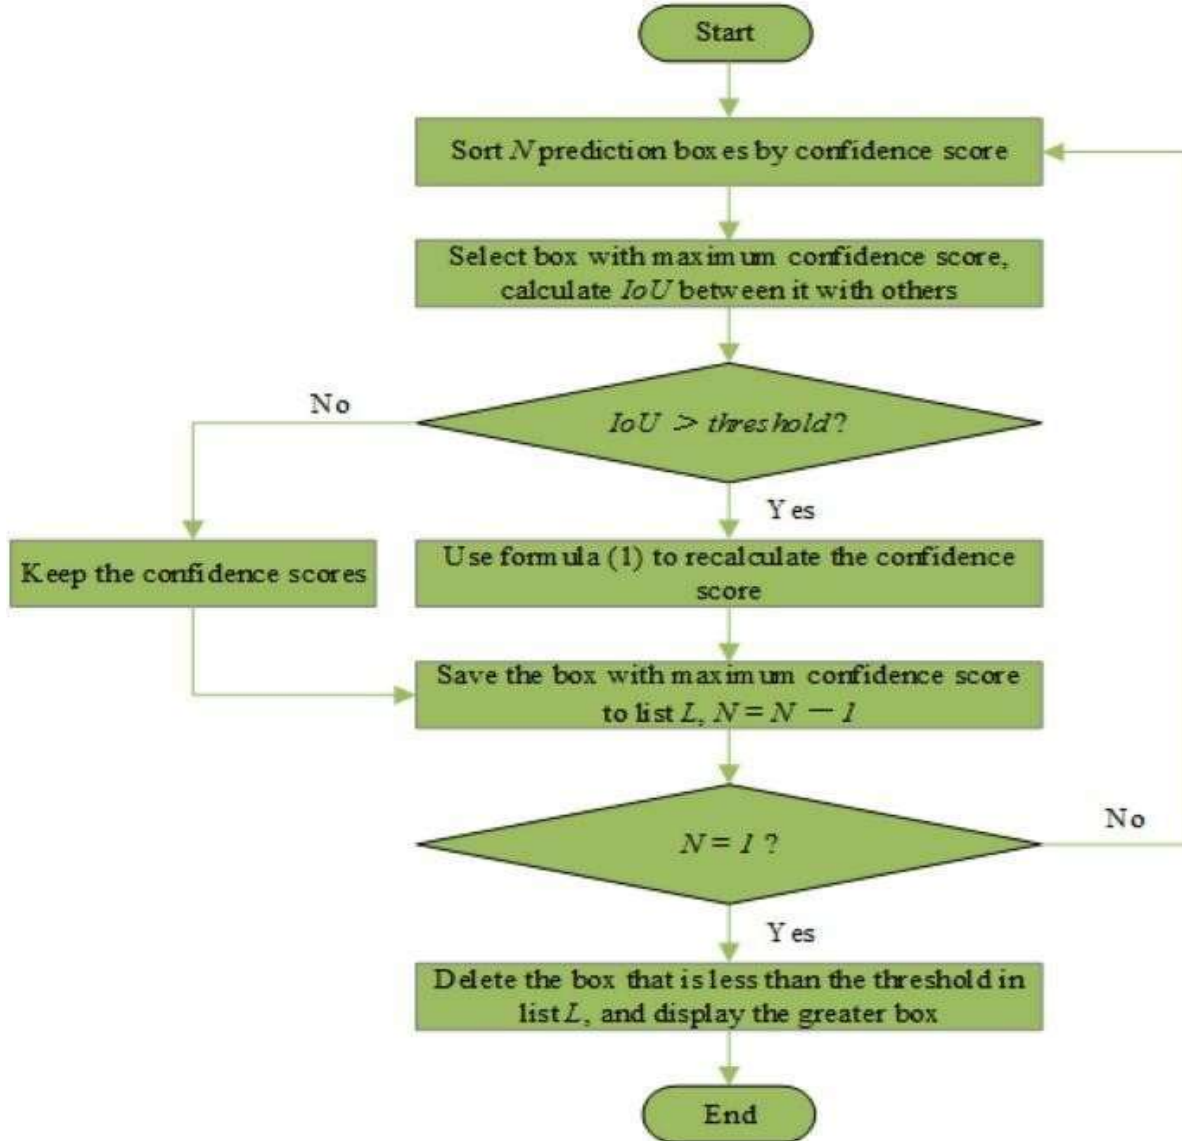 Start
Sort N prediction boxes by confidence score
Select box with maximum confidence score,
calculate IoU between it with others
IoU > threshold?
No
Yes
Keep the confidence scores
Use formula (1) to recalculate the confidence
score
Save the box with maximum confidence score
to list L, N = N − 1
N = 1 ?
No
Yes
Delete the box that is less than the threshold in
list L, and display the greater box
End